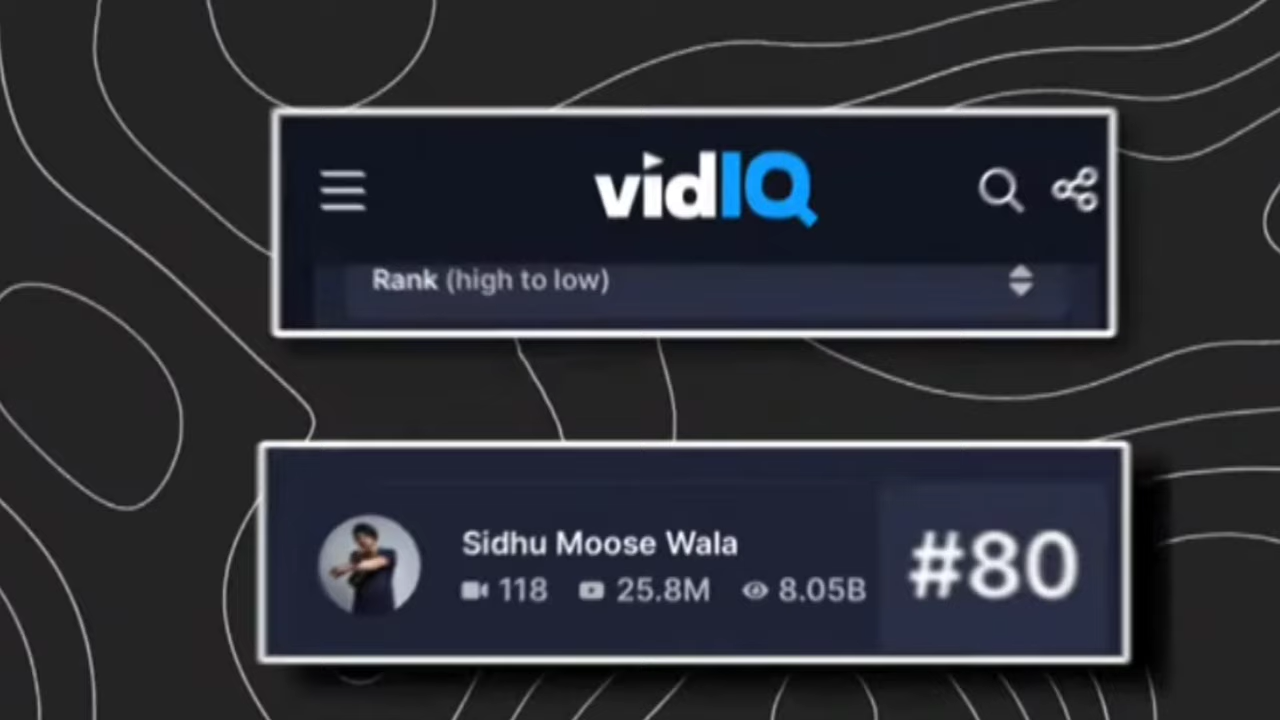 vidIQ
Rank (high to low)
Sidhu Moose Wala
118 25.8M 8.05B
#80